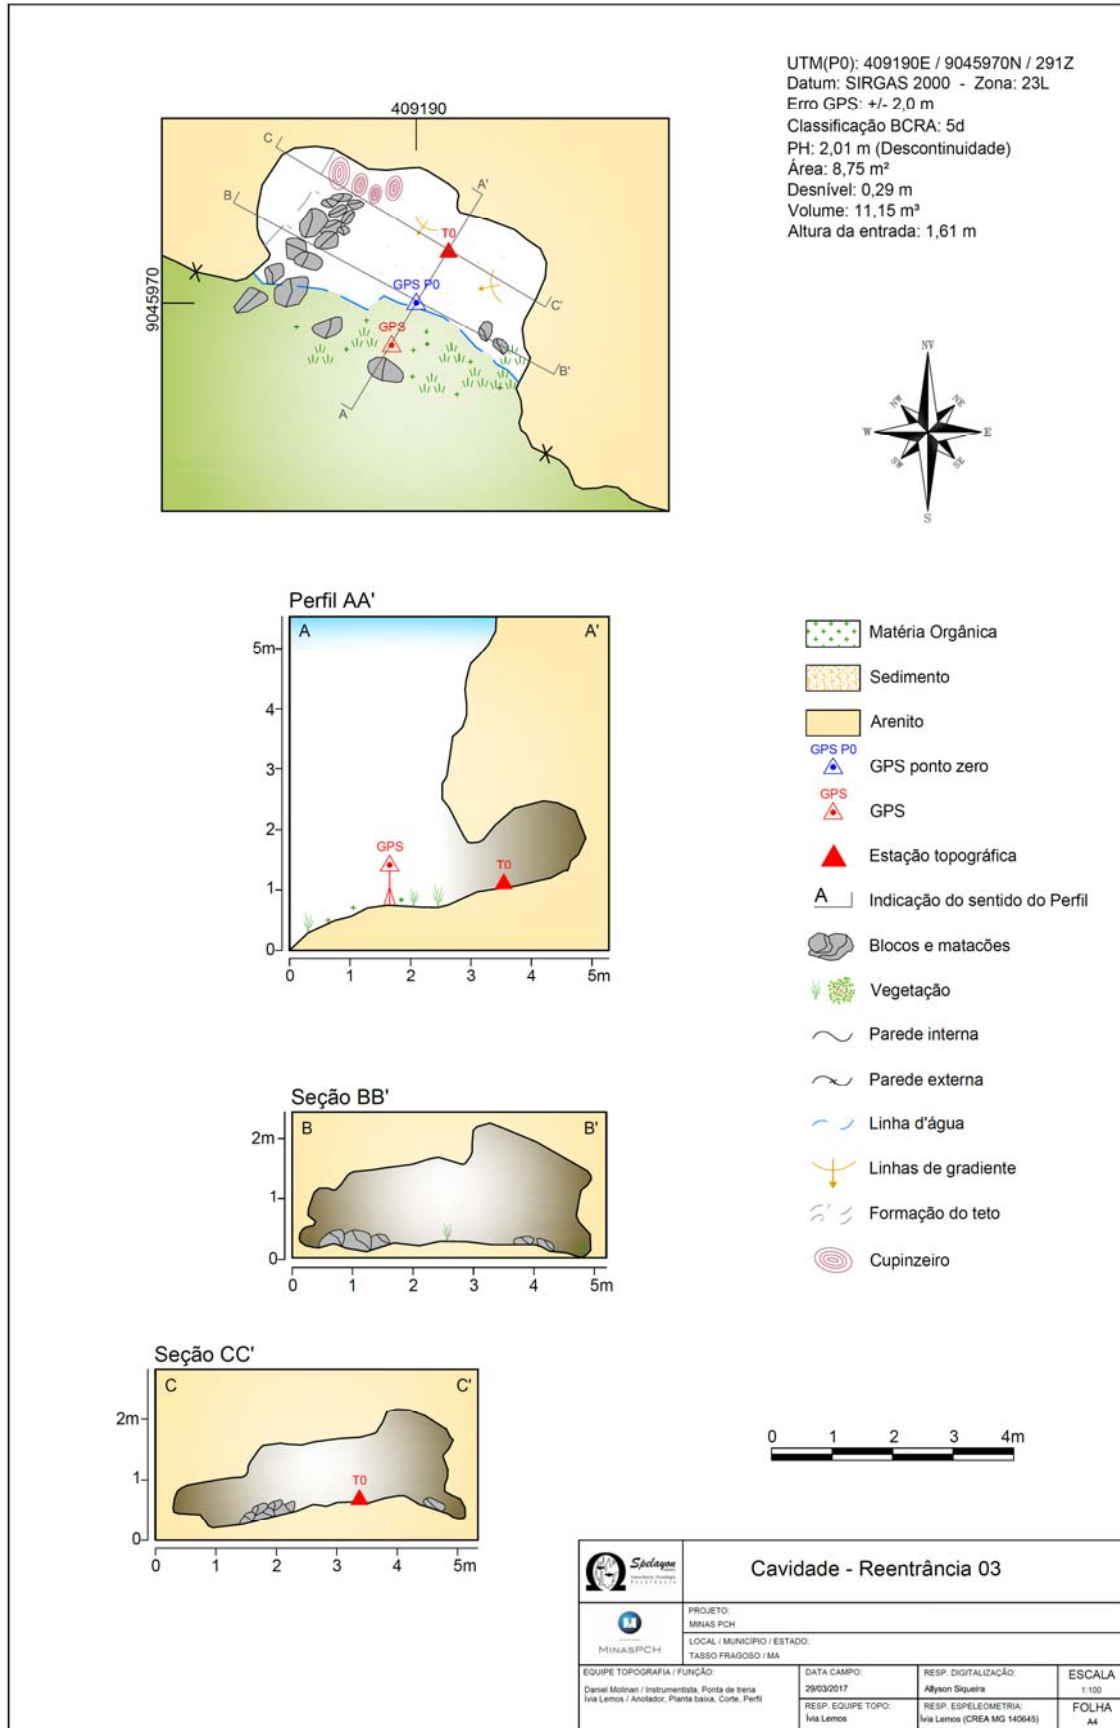 UTM(P0): 409190E / 9045970N / 291Z
Datum: SIRGAS 2000 - Zona: 23L
Erro GPS: +/- 2,0 m
Classificação BCRA: 5d
PH: 2,01 m (Descontinuidade)
Área: 8,75 m²
Desnível: 0,29 m
Volume: 11,15 m³
Altura da entrada: 1,61 m
409190
9045970
C
B
A'
T0
GPS P0
GPS
C'
B'
A
NV
NW
NE
W
E
SW
SE
S
Perfil AA'
A
A'
5m
4
3
2
1
0
GPS
T0
0 1 2 3 4 5m
Matéria Orgânica
Sedimento
Arenito
GPS P0
GPS ponto zero
GPS
GPS
Estação topográfica
A
Indicação do sentido do Perfil
Blocos e matacões
Vegetação
Parede interna
Parede externa
Linha d'água
Linhas de gradiente
Formação do teto
Cupinzeiro
Seção BB'
B
B'
2m
1
0
0 1 2 3 4 5m
Seção CC'
C
C'
2m
1
0
T0
0 1 2 3 4 5m
0 1 2 3 4m
Spelayon
Cavidade - Reentrância 03
MINASPCH
PROJETO:
MINAS PCH
LOCAL / MUNICÍPIO / ESTADO:
TASSO FRAGOSO / MA
EQUIPE TOPOGRAFIA / FUNÇÃO:
Daniel Molinari / Instrumentista, Ponta de trena
Ívia Lemos / Anotador, Planta baixa, Corte, Perfil
DATA CAMPO:
29/03/2017
RESP. EQUIPE TOPO:
Ívia Lemos
RESP. DIGITALIZAÇÃO:
Allyson Siqueira
RESP. ESPELEOMETRIA:
Ívia Lemos (CREA MG 140645)
ESCALA
1:100
FOLHA
A4